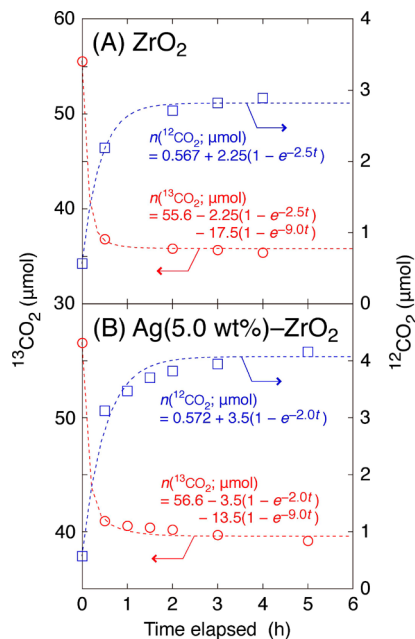 (A) ZrO₂
60
50
40
30
4
3
2
1
0
n(¹²CO₂; μmol)
= 0.567 + 2.25(1 – e⁻²·⁵ᵗ)
n(¹³CO₂; μmol)
= 55.6 – 2.25(1 – e⁻²·⁵ᵗ)
– 17.5(1 – e⁻⁹·⁰ᵗ)
¹³CO₂ (μmol)
¹²CO₂ (μmol)
(B) Ag(5.0 wt%)–ZrO₂
50
40
4
3
2
1
0
n(¹²CO₂; μmol)
= 0.572 + 3.5(1 – e⁻²·⁰ᵗ)
n(¹³CO₂; μmol)
= 56.6 – 3.5(1 – e⁻²·⁰ᵗ)
– 13.5(1 – e⁻⁹·⁰ᵗ)
0 1 2 3 4 5 6
Time elapsed (h)